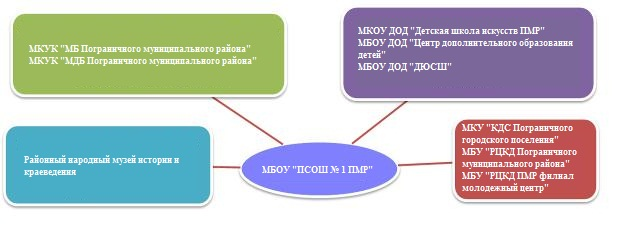 МКУК "МБ Пограничного муниципального района"
МКУК "МДБ Пограничного муниципального района"
МКОУ ДОД "Детская школа искусств ПМР"
МБОУ ДОД "Центр дополнительного образования
детей"
МБОУ ДОД "ДЮСШ"
Районный народный музей истории и
краеведения
МБОУ "ПСОШ № 1 ПМР"
МКУ "КДС Пограничного
городского поселения"
МБУ "РЦКД Пограничного
муниципального района"
МБУ "РЦКД ПМР филиал
молодежный центр"